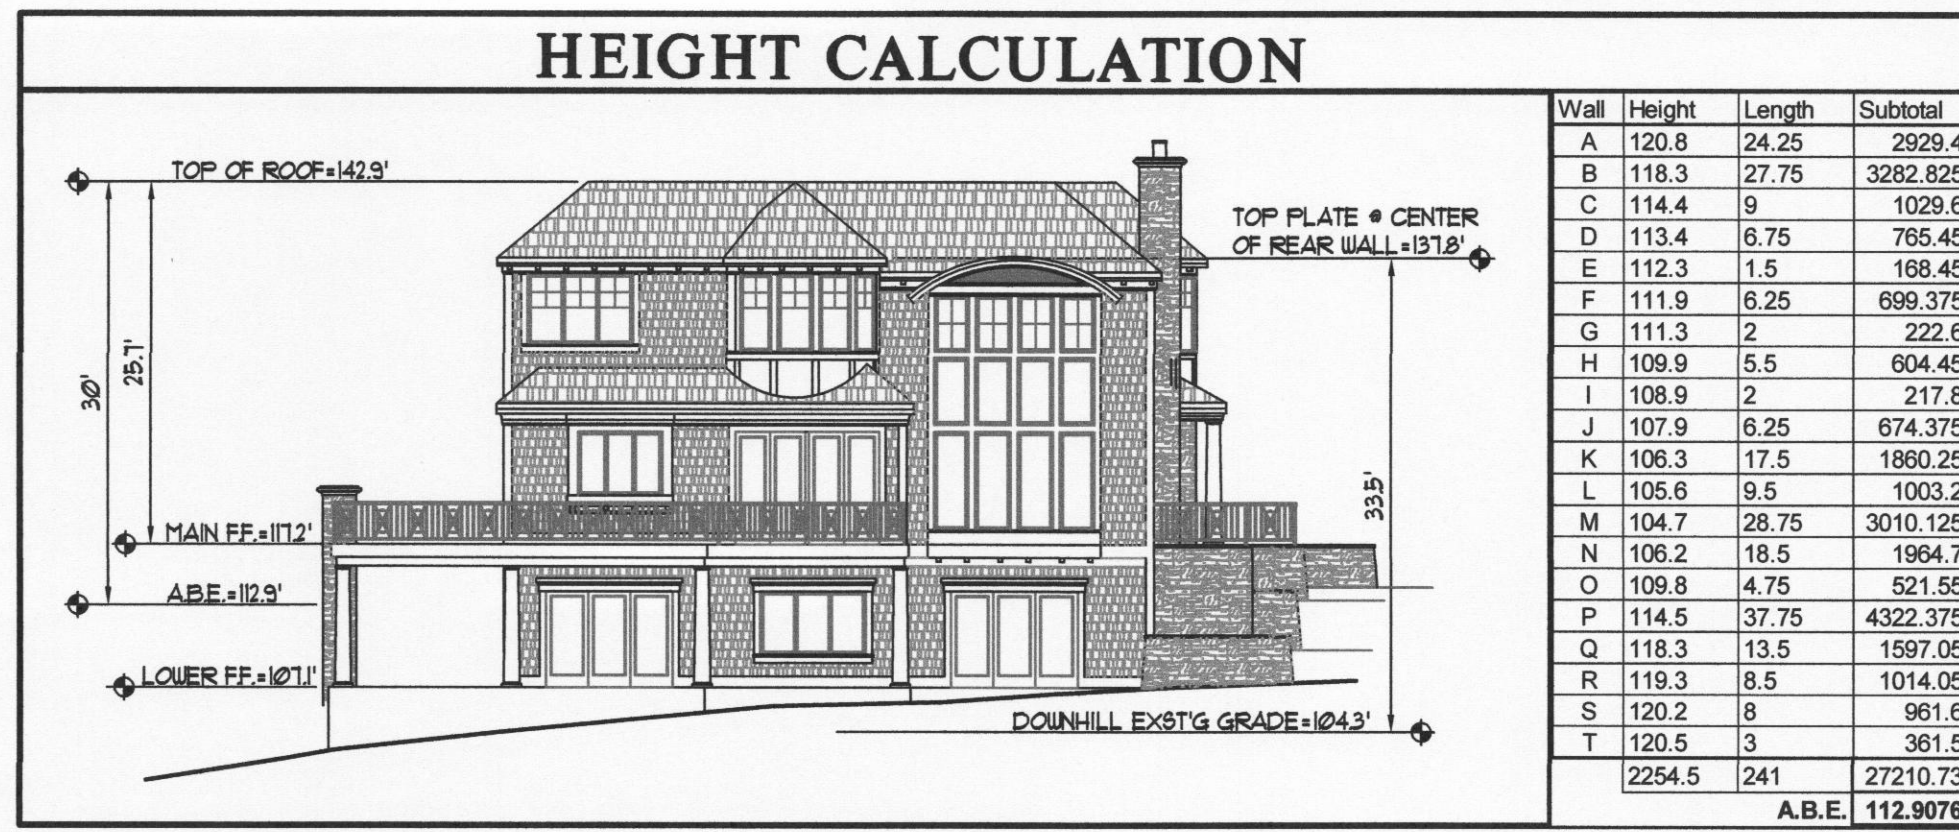 HEIGHT CALCULATION
TOP OF ROOF=142.9'
TOP PLATE @ CENTER
OF REAR WALL=137.8'
30'
25.7'
33.5'
MAIN F.F.=117.2'
A.B.E.=112.9'
LOWER F.F.=107.1'
DOWNHILL EXST'G GRADE=104.3'
Wall Height Length Subtotal
A 120.8 24.25 2929.4
B 118.3 27.75 3282.825
C 114.4 9 1029.6
D 113.4 6.75 765.45
E 112.3 1.5 168.45
F 111.9 6.25 699.375
G 111.3 2 222.6
H 109.9 5.5 604.45
I 108.9 2 217.8
J 107.9 6.25 674.375
K 106.3 17.5 1860.25
L 105.6 9.5 1003.2
M 104.7 28.75 3010.125
N 106.2 18.5 1964.7
O 109.8 4.75 521.55
P 114.5 37.75 4322.375
Q 118.3 13.5 1597.05
R 119.3 8.5 1014.05
S 120.2 8 961.6
T 120.5 3 361.5
2254.5 241 27210.73
A.B.E. 112.9076